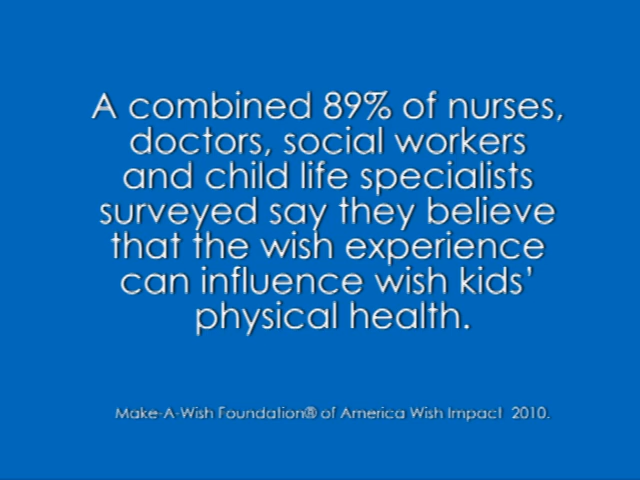 A combined 89% of nurses,
doctors, social workers
and child life specialists
surveyed say they believe
that the wish experience
can influence wish kids'
physical health.
Make-A-Wish Foundation® of America Wish Impact 2010.